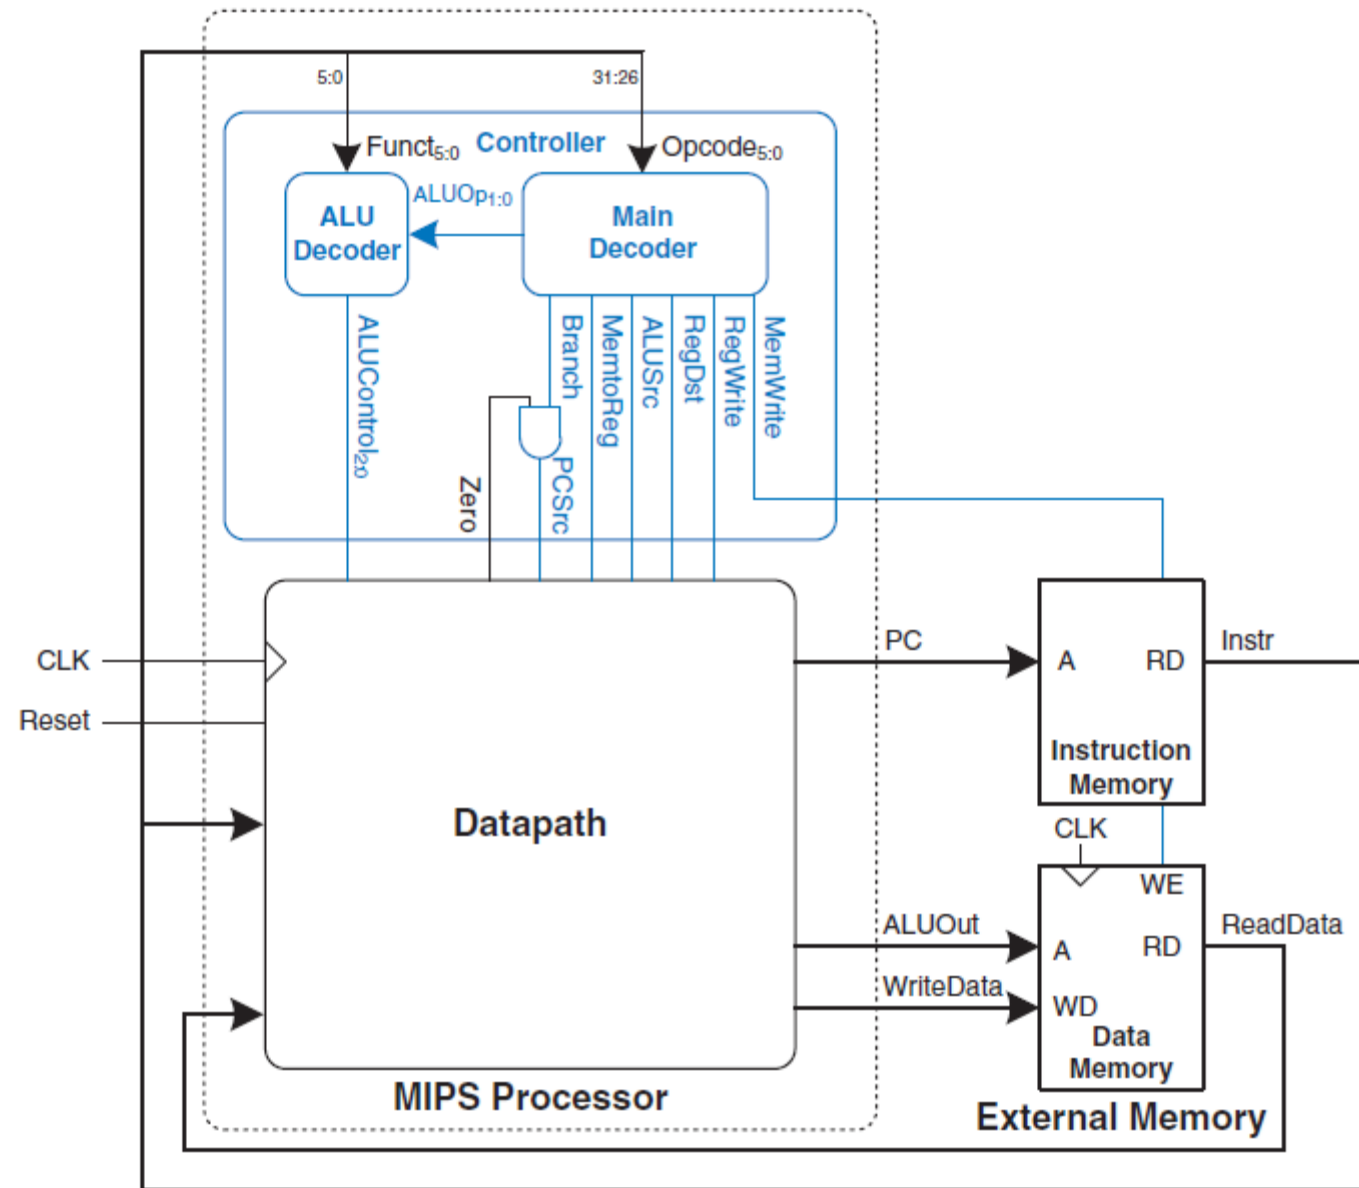 5:0
31:26
Funct5:0
Controller
Opcode5:0
ALU
Decoder
ALUOp1:0
Main
Decoder
ALUControl2:0
Zero
Branch
PCSrc
MemtoReg
ALUSrc
RegDst
RegWrite
MemWrite
CLK
Reset
Datapath
MIPS Processor
PC
A
RD
Instr
Instruction
Memory
CLK
WE
ALUOut
A
RD
ReadData
WriteData
WD
Data
Memory
External Memory